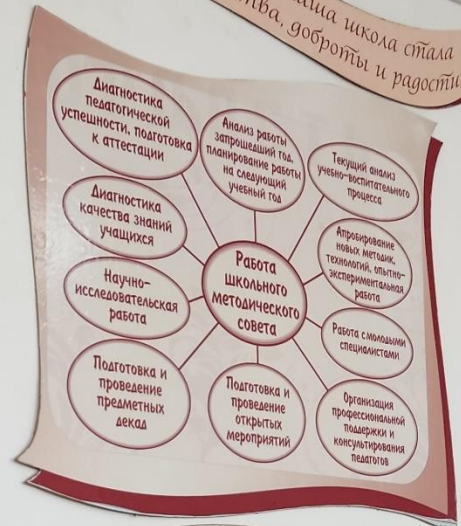 аша школа стала
ства, доброты и радости
Диагностика
педагогической
успешности, подготовка
к аттестации
Анализ работы
запрошедший год,
планирование работы
на следующий
учебный год
Текущий анализ
учебно-воспитательного
процесса
Диагностика
качества знаний
учащихся
Апробирование
новых методик,
технологий, опытно-
экспериментальная
работа
Работа
школьного
методического
совета
Научно-
исследовательская
работа
Работа с молодыми
специалистами
Подготовка и
проведение
предметных
декад
Подготовка и
проведение
открытых
мероприятий
Организация
профессиональной
поддержки и
консультирования
педагогов